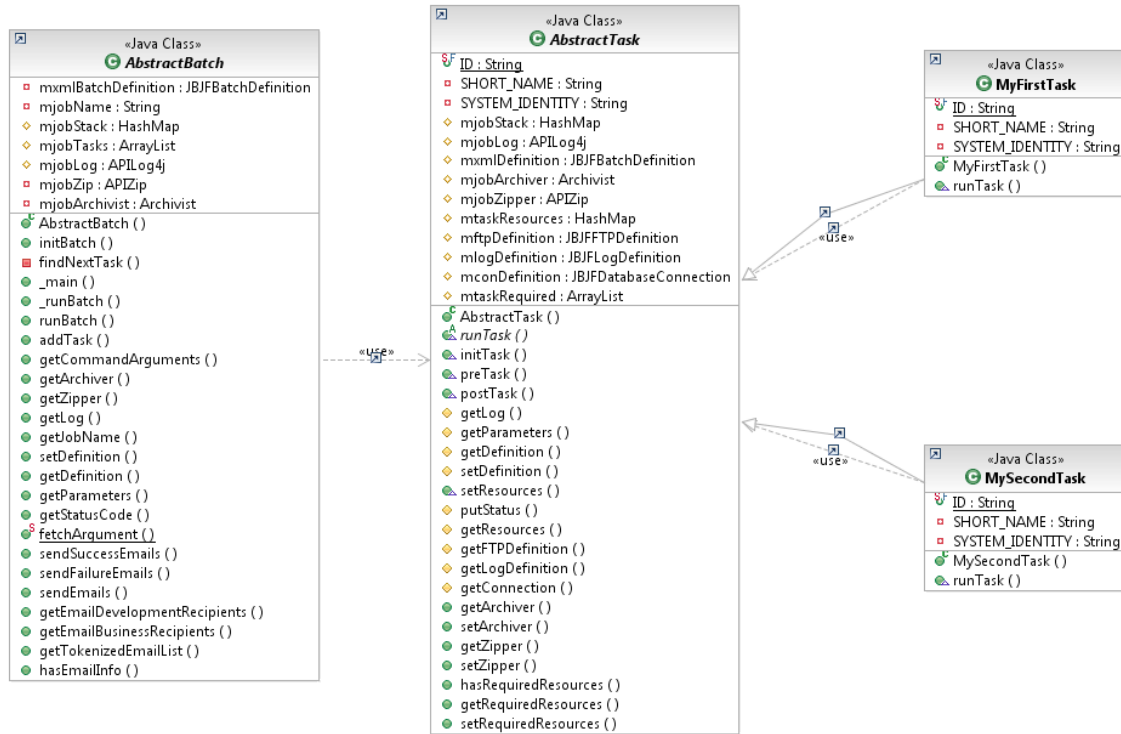 «Java Class»
AbstractBatch
mxmlBatchDefinition : JBJFBatchDefinition
mjobName : String
mjobStack : HashMap
mjobTasks : ArrayList
mjobLog : APILog4j
mjobZip : APIZip
mjobArchivist : Archivist
AbstractBatch ( )
initBatch ( )
findNextTask ( )
_main ( )
_runBatch ( )
runBatch ( )
addTask ( )
getCommandArguments ( )
getArchiver ( )
getZipper ( )
getLog ( )
getJobName ( )
setDefinition ( )
getDefinition ( )
getParameters ( )
getStatusCode ( )
fetchArgument ( )
sendSuccessEmails ( )
sendFailureEmails ( )
sendEmails ( )
getEmailDevelopmentRecipients ( )
getEmailBusinessRecipients ( )
getTokenizedEmailList ( )
hasEmailInfo ( )
«use»
«Java Class»
AbstractTask
ID : String
SHORT_NAME : String
SYSTEM_IDENTITY : String
mjobStack : HashMap
mjobLog : APILog4j
mxmlDefinition : JBJFBatchDefinition
mjobArchiver : Archivist
mjobZipper : APIZip
mtaskResources : HashMap
mftpDefinition : JBJFFTPDefinition
mlogDefinition : JBJFLogDefinition
mconDefinition : JBJFDatabaseConnection
mtaskRequired : ArrayList
AbstractTask ( )
runTask ( )
initTask ( )
preTask ( )
postTask ( )
getLog ( )
getParameters ( )
getDefinition ( )
setDefinition ( )
setResources ( )
putStatus ( )
getResources ( )
getFTPDefinition ( )
getLogDefinition ( )
getConnection ( )
getArchiver ( )
setArchiver ( )
getZipper ( )
setZipper ( )
hasRequiredResources ( )
getRequiredResources ( )
setRequiredResources ( )
«use»
«Java Class»
MyFirstTask
ID : String
SHORT_NAME : String
SYSTEM_IDENTITY : String
MyFirstTask ( )
runTask ( )
«use»
«Java Class»
MySecondTask
ID : String
SHORT_NAME : String
SYSTEM_IDENTITY : String
MySecondTask ( )
runTask ( )